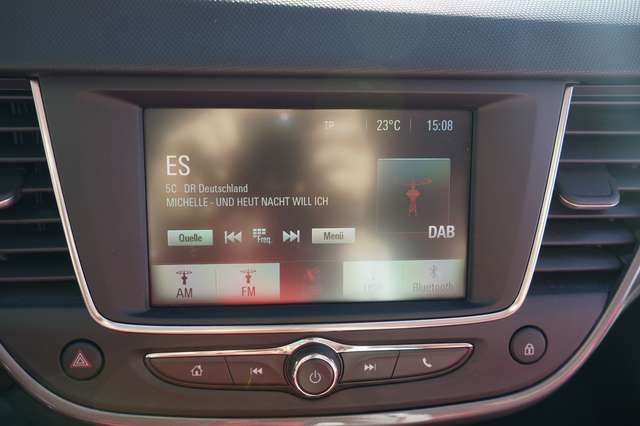 TP 23°C 15:08
ES
5C DR Deutschland
MICHELLE - UND HEUT NACHT WILL ICH
DAB
Quelle Freq. Menü
AM FM USB Bluetooth